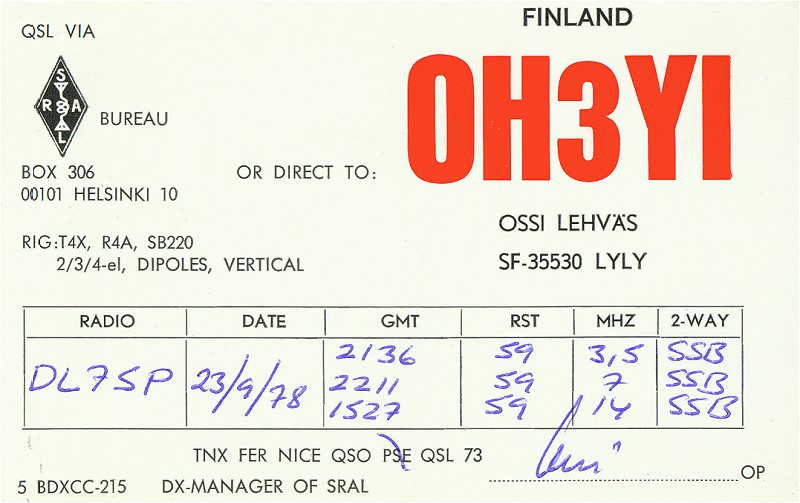 QSL VIA
FINLAND
OH3YI
S
R A
L
BUREAU
BOX 306
00101 HELSINKI 10
OR DIRECT TO:
OSSI LEHVÄS
SF-35530 LYLY
RIG:T4X, R4A, SB220
2/3/4-el, DIPOLES, VERTICAL
RADIO DATE GMT RST MHZ 2-WAY
2136 59 3,5 SSB
DL7SP 23/9/78 2211 59 7 SSB
1527 59 14 SSB
TNX FER NICE QSO PSE QSL 73
5 BDXCC-215 DX-MANAGER OF SRAL OP